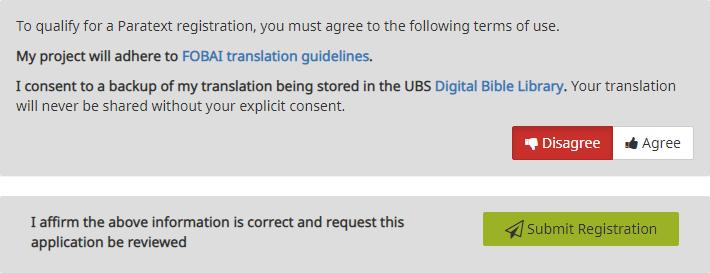 To qualify for a Paratext registration, you must agree to the following terms of use.
My project will adhere to FOBAI translation guidelines.
I consent to a backup of my translation being stored in the UBS Digital Bible Library. Your translation
will never be shared without your explicit consent.
Disagree Agree
I affirm the above information is correct and request this
application be reviewed
Submit Registration